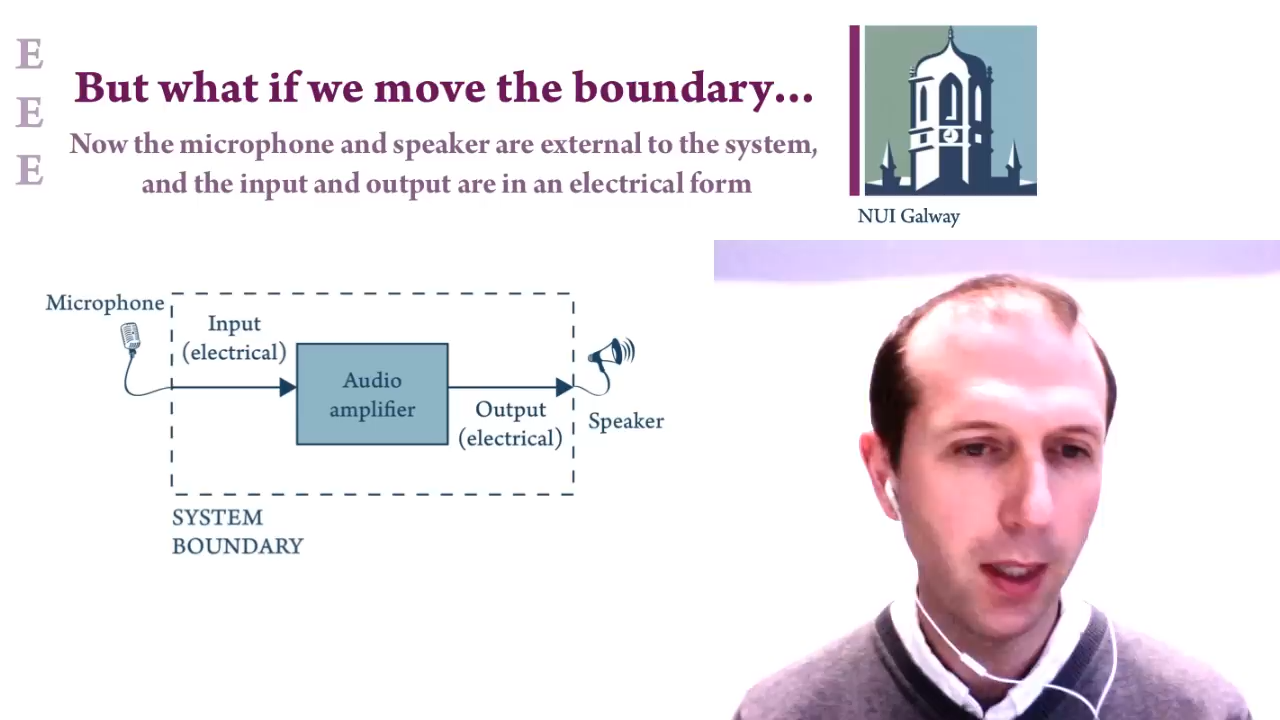 E
E
E
But what if we move the boundary...
Now the microphone and speaker are external to the system,
and the input and output are in an electrical form
NUI Galway
Microphone
Input
(electrical)
Audio
amplifier
Output
(electrical)
Speaker
SYSTEM
BOUNDARY